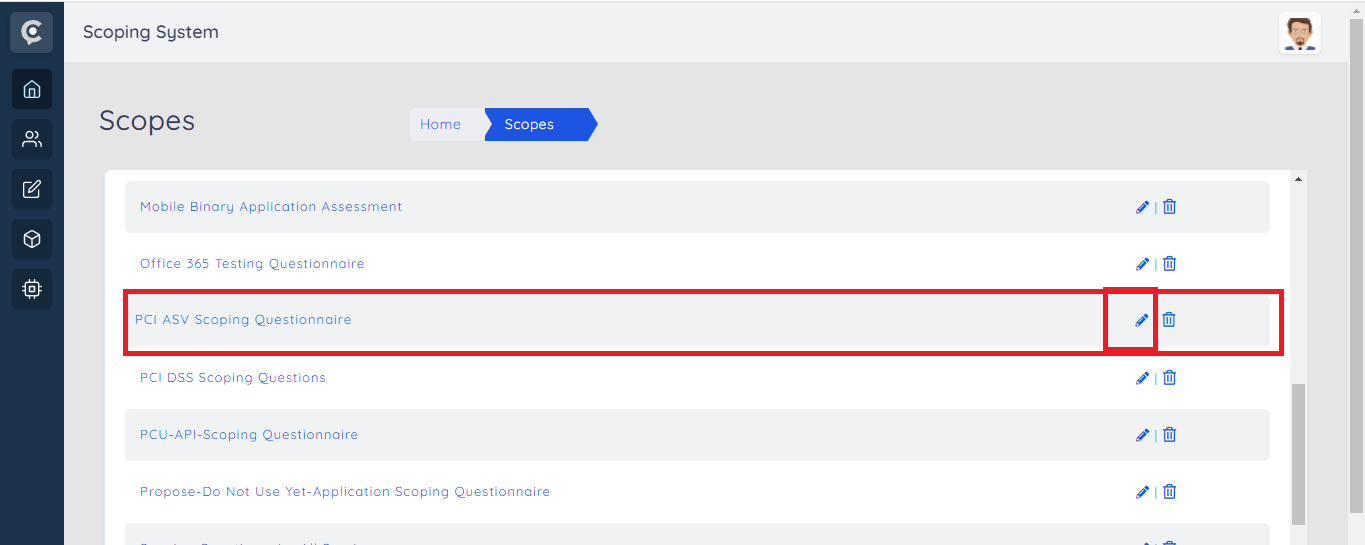 Scoping System
Scopes
Home
Scopes
Mobile Binary Application Assessment
|
Office 365 Testing Questionnaire
|
PCI ASV Scoping Questionnaire
PCI DSS Scoping Questions
|
PCU-API-Scoping Questionnaire
|
Propose-Do Not Use Yet-Application Scoping Questionnaire
|